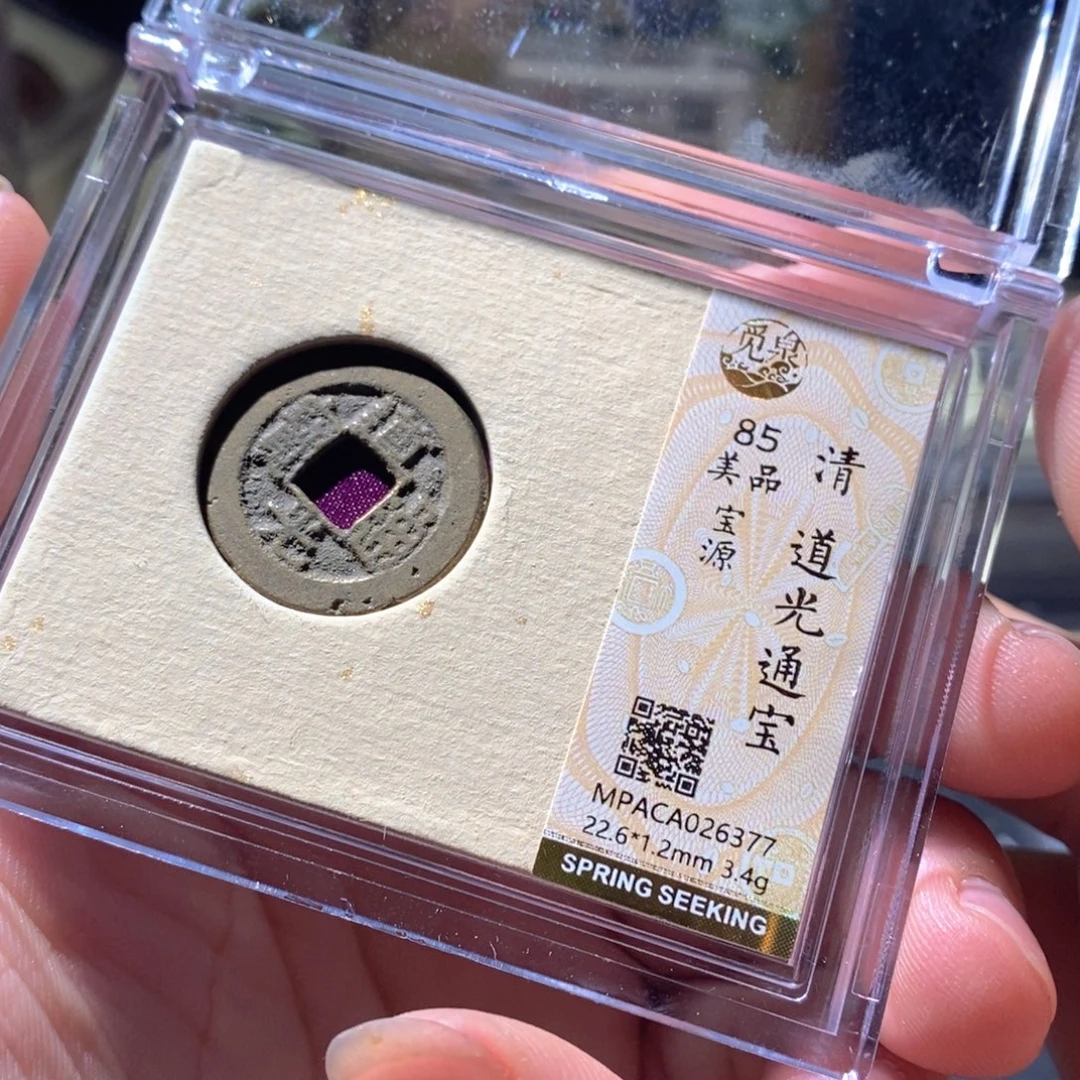 觅泉
85
美品
宝源
清
道光通宝
MPACA026377
22.6*1.2mm 3.4g
SPRING SEEKING